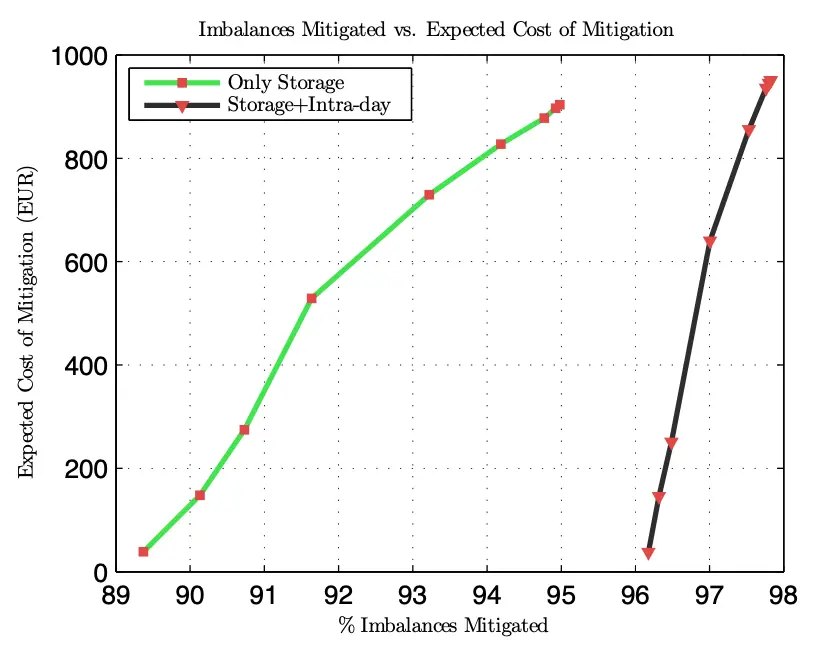 Imbalances Mitigated vs. Expected Cost of Mitigation
1000
800
600
400
200
0
Expected Cost of Mitigation (EUR)
Only Storage
Storage+Intra-day
89 90 91 92 93 94 95 96 97 98
% Imbalances Mitigated